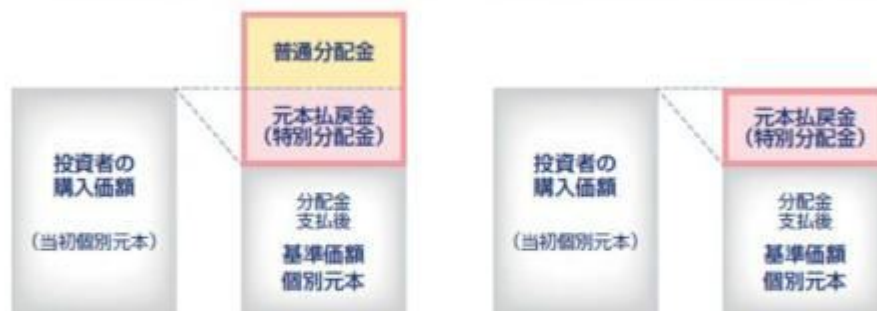 普通分配金
元本払戻金
(特別分配金)
投資者の
購入価額
(当初個別元本)
分配金
支払後
基準価額
個別元本
元本払戻金
(特別分配金)
投資者の
購入価額
(当初個別元本)
分配金
支払後
基準価額
個別元本